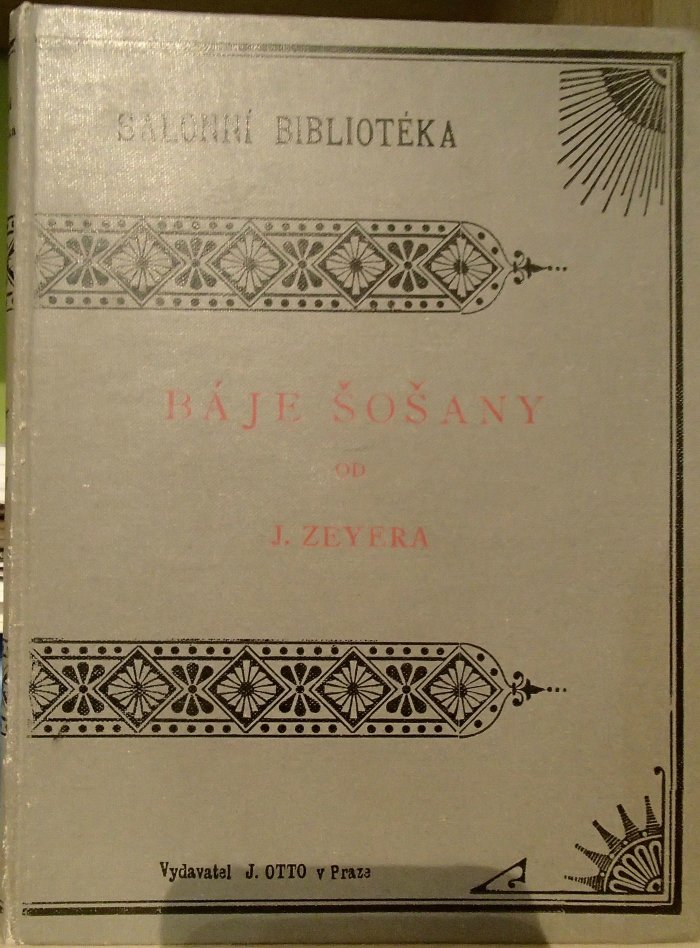 SALONNÍ BIBLIOTÉKA
BÁJE ŠOŠANY
OD
J. ZEYERA
Vydavatel J. OTTO v Praze